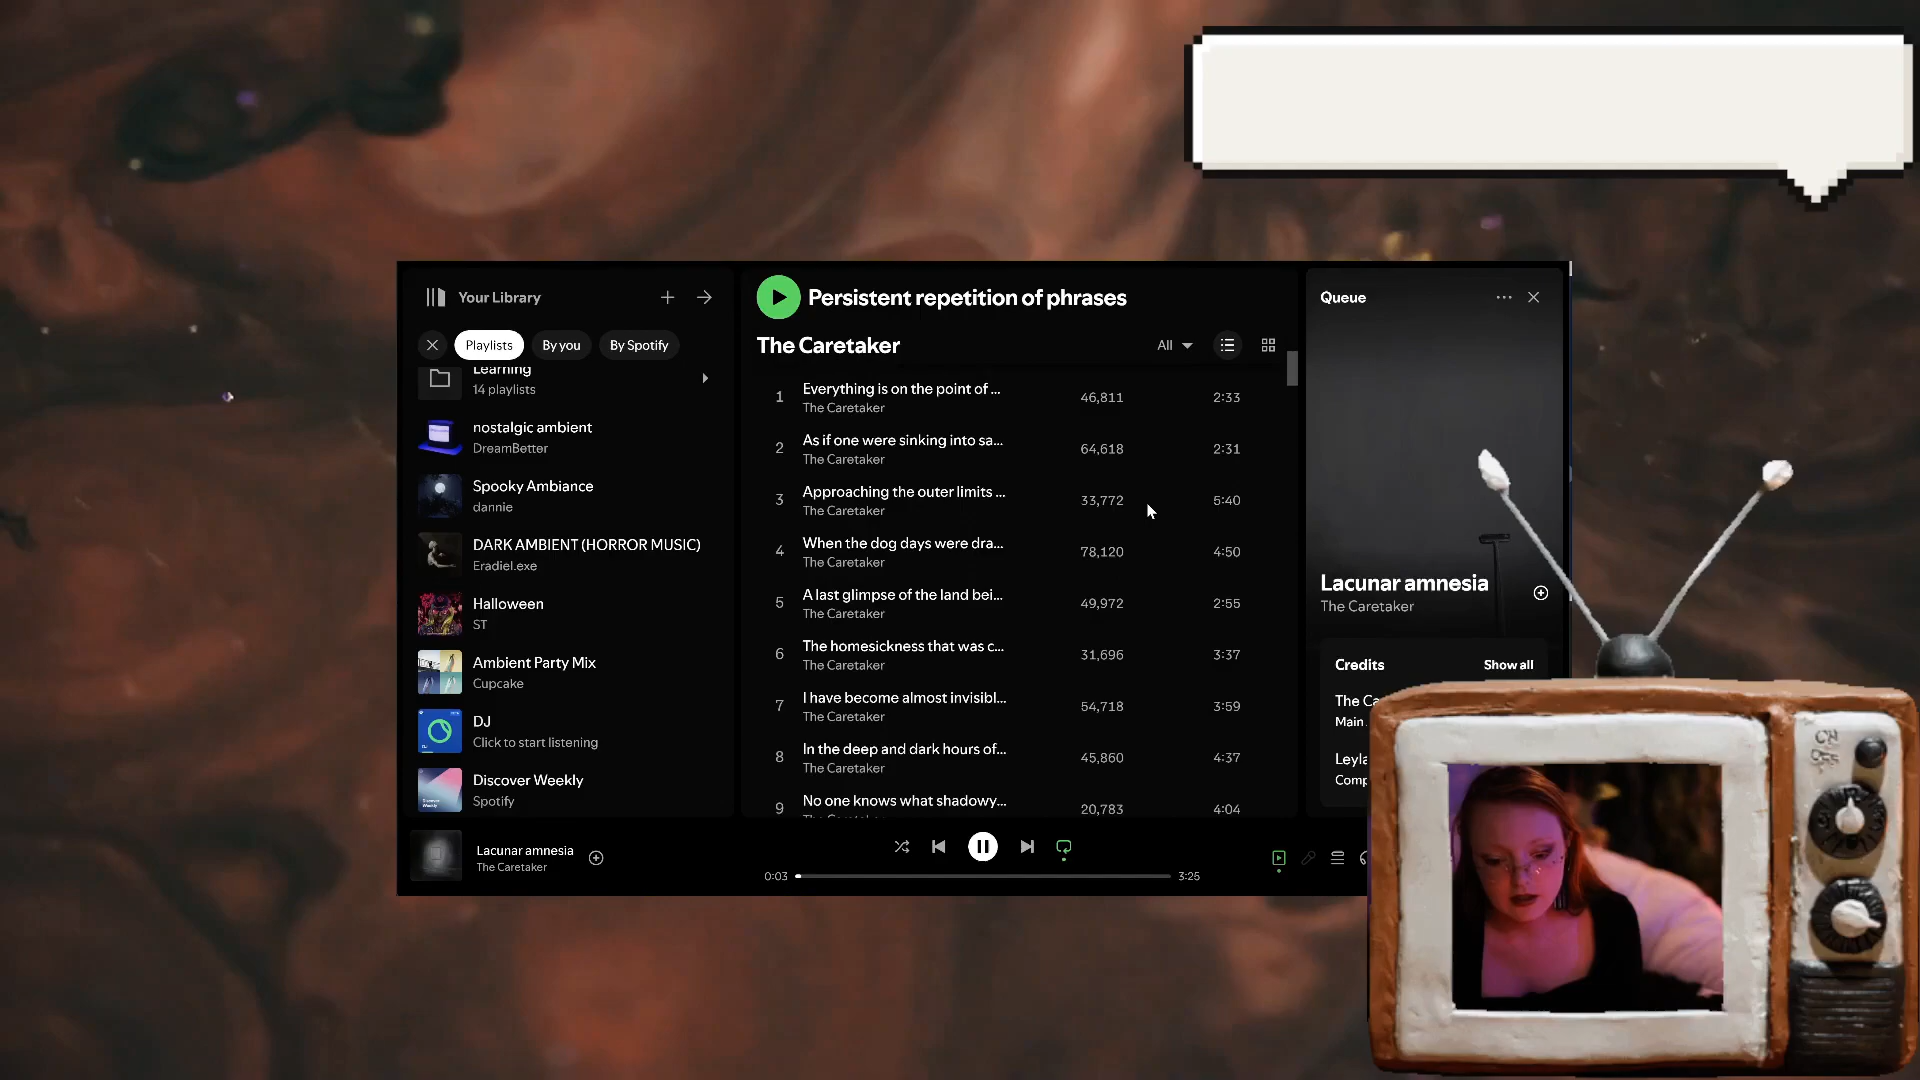 Your Library
Playlists
By you
By Spotify
Learning
14 playlists
nostalgic ambient
DreamBetter
Spooky Ambiance
dannie
DARK AMBIENT (HORROR MUSIC)
Eradiel.exe
Halloween
ST
Ambient Party Mix
Cupcake
DJ
Click to start listening
Discover Weekly
Spotify
Persistent repetition of phrases
The Caretaker
All
1 Everything is on the point of ... 46,811 2:33
The Caretaker
2 As if one were sinking into sa... 64,618 2:31
The Caretaker
3 Approaching the outer limits ... 33,772 5:40
The Caretaker
4 When the dog days were dra... 78,120 4:50
The Caretaker
5 A last glimpse of the land bei... 49,972 2:55
The Caretaker
6 The homesickness that was c... 31,696 3:37
The Caretaker
7 I have become almost invisibl... 54,718 3:59
The Caretaker
8 In the deep and dark hours of... 45,860 4:37
The Caretaker
9 No one knows what shadowy... 20,783 4:04
Queue
Lacunar amnesia
The Caretaker
Credits Show all
The Ca
Main
Leyla
Comp
Lacunar amnesia
The Caretaker
0:03 3:25
ON
OFF